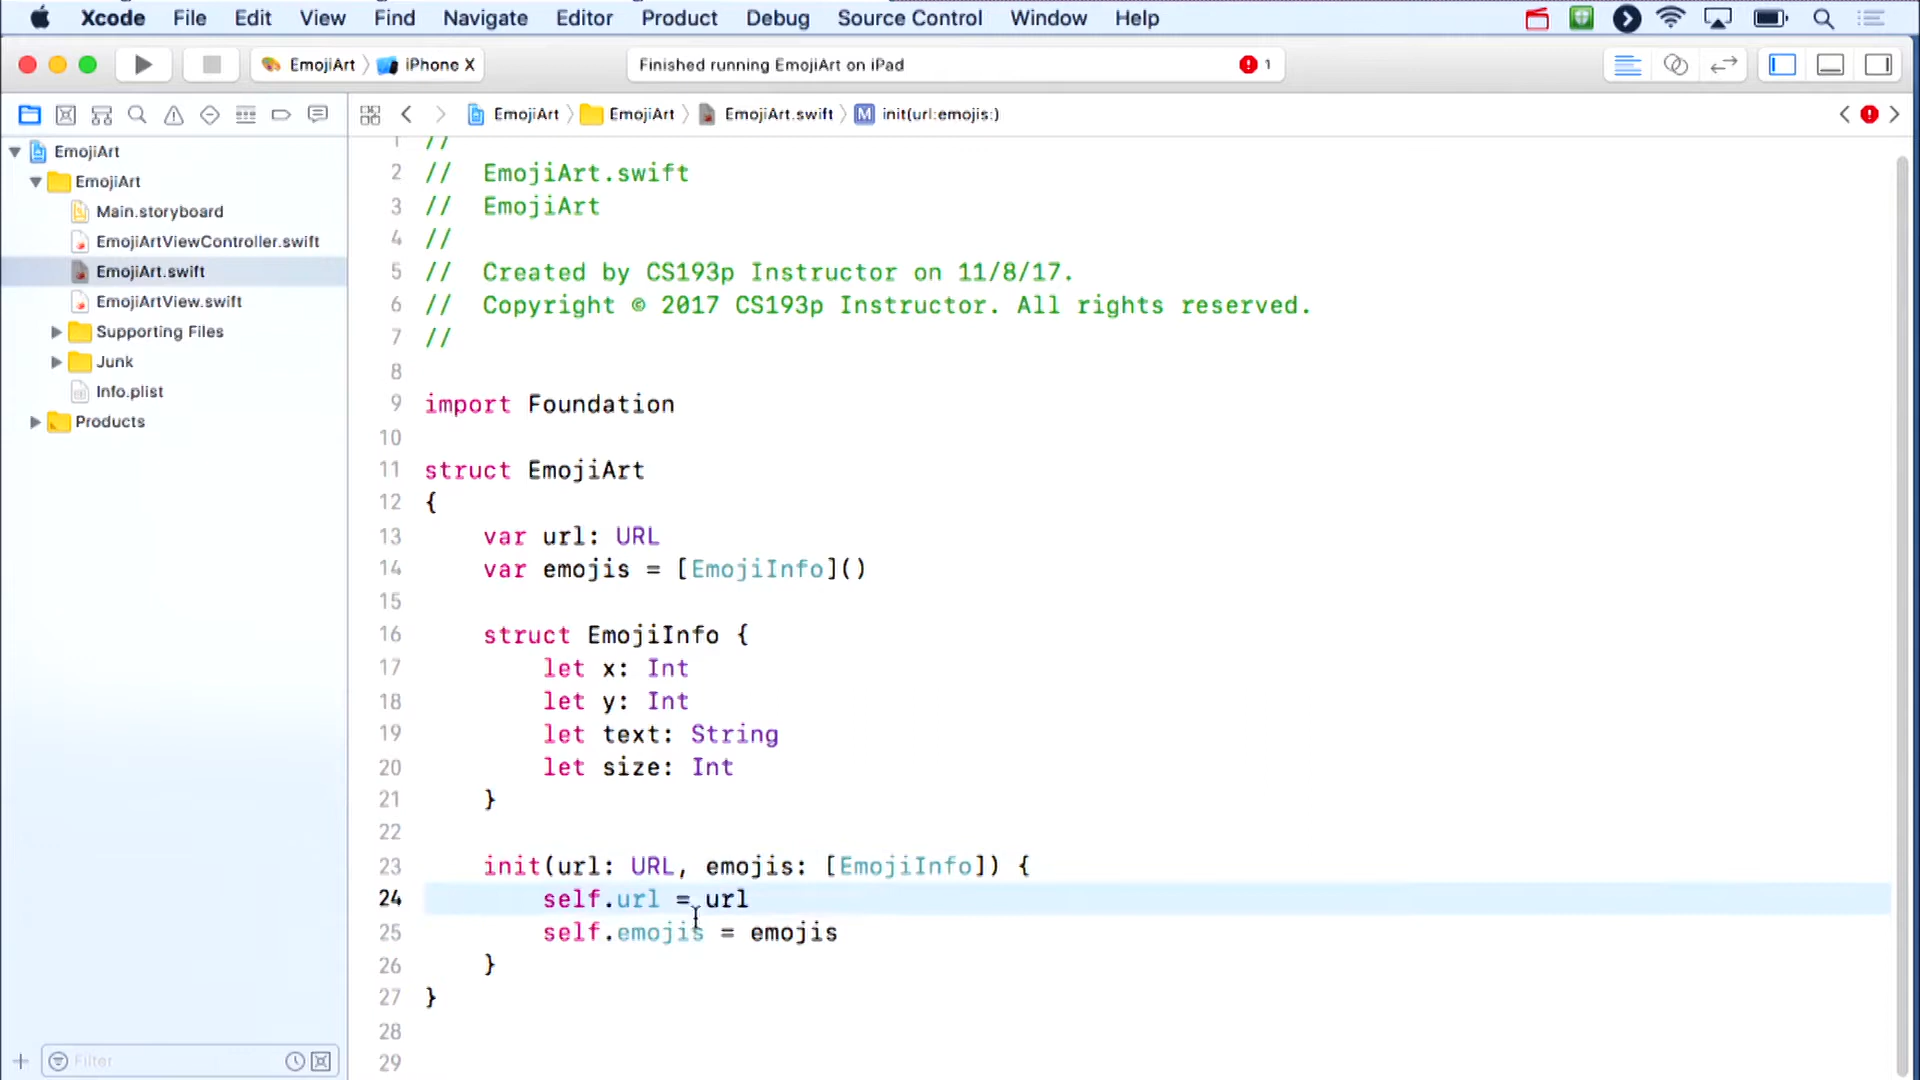 Xcode File Edit View Find Navigate Editor Product Debug Source Control Window Help
EmojiArt iPhone X Finished running EmojiArt on iPad 1
EmojiArt EmojiArt EmojiArt.swift M init(url:emojis:)
EmojiArt
EmojiArt
Main.storyboard
EmojiArtViewController.swift
EmojiArt.swift
EmojiArtView.swift
Supporting Files
Junk
Info.plist
Products
Filter
1 //
2 // EmojiArt.swift
3 // EmojiArt
4 //
5 // Created by CS193p Instructor on 11/8/17.
6 // Copyright © 2017 CS193p Instructor. All rights reserved.
7 //
8
9 import Foundation
10
11 struct EmojiArt
12 {
13 var url: URL
14 var emojis = [EmojiInfo]()
15
16 struct EmojiInfo {
17 let x: Int
18 let y: Int
19 let text: String
20 let size: Int
21 }
22
23 init(url: URL, emojis: [EmojiInfo]) {
24 self.url = url
25 self.emojis = emojis
26 }
27 }
28
29